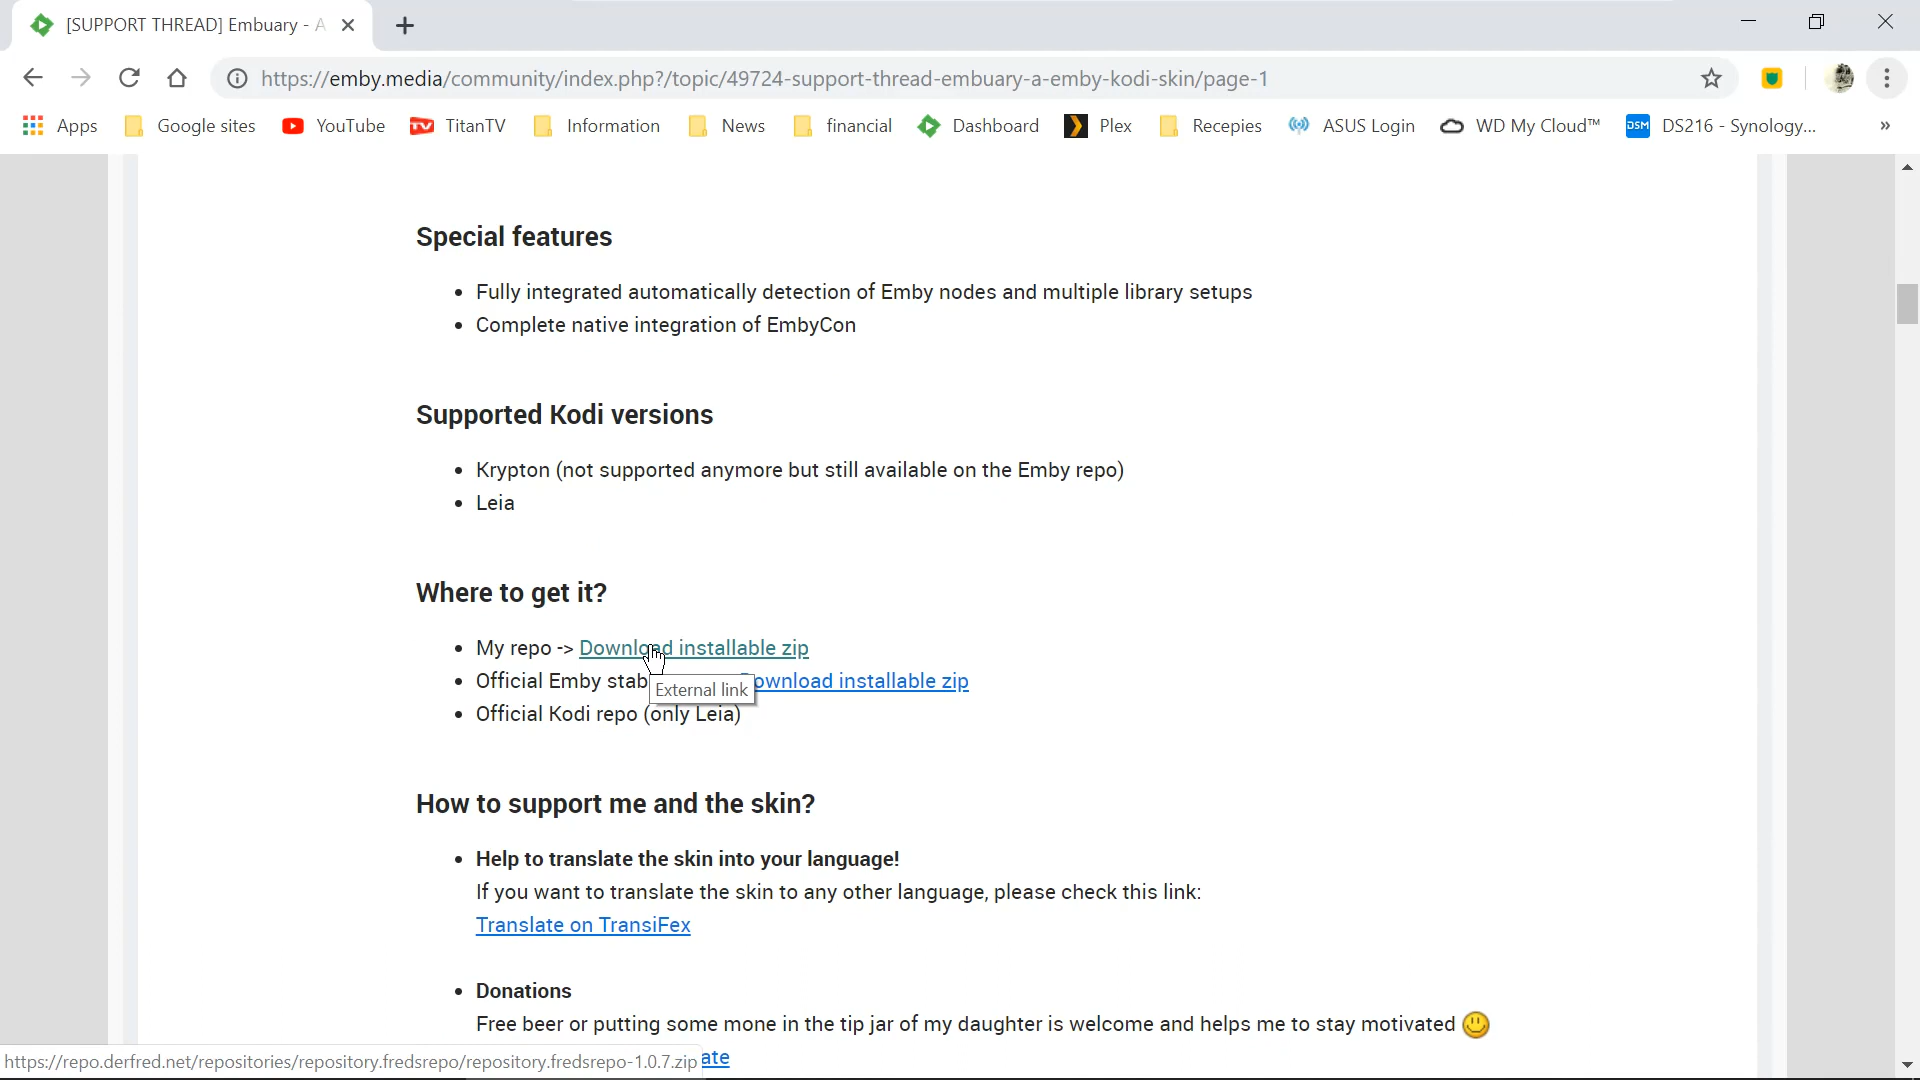 [SUPPORT THREAD] Embuary - A
https://emby.media/community/index.php?/topic/49724-support-thread-embuary-a-emby-kodi-skin/page-1
Apps Google sites YouTube TitanTV Information News financial Dashboard Plex Recepies ASUS Login WD My Cloud™ DSM DS216 - Synology... »
Special features
• Fully integrated automatically detection of Emby nodes and multiple library setups
• Complete native integration of EmbyCon
Supported Kodi versions
• Krypton (not supported anymore but still available on the Emby repo)
• Leia
Where to get it?
• My repo -> Download installable zip
• Official Emby stab ownload installable zip
External link
• Official Kodi repo (only Leia)
How to support me and the skin?
• Help to translate the skin into your language!
If you want to translate the skin to any other language, please check this link:
Translate on TransiFex
• Donations
Free beer or putting some mone in the tip jar of my daughter is welcome and helps me to stay motivated
https://repo.derfred.net/repositories/repository.fredsrepo/repository.fredsrepo-1.0.7.zip ate